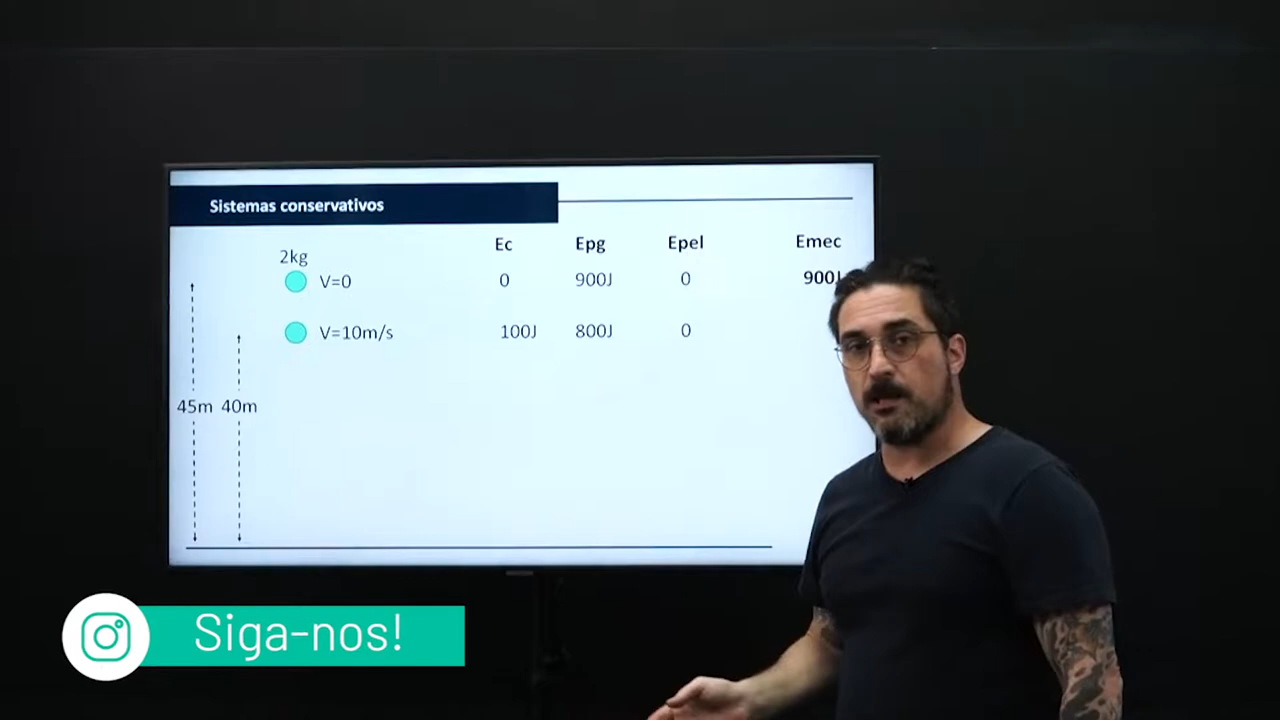 Sistemas conservativos
Ec Epg Epel Emec
2kg
V=0 0 900J 0 900J
V=10m/s 100J 800J 0
45m 40m
Siga-nos!